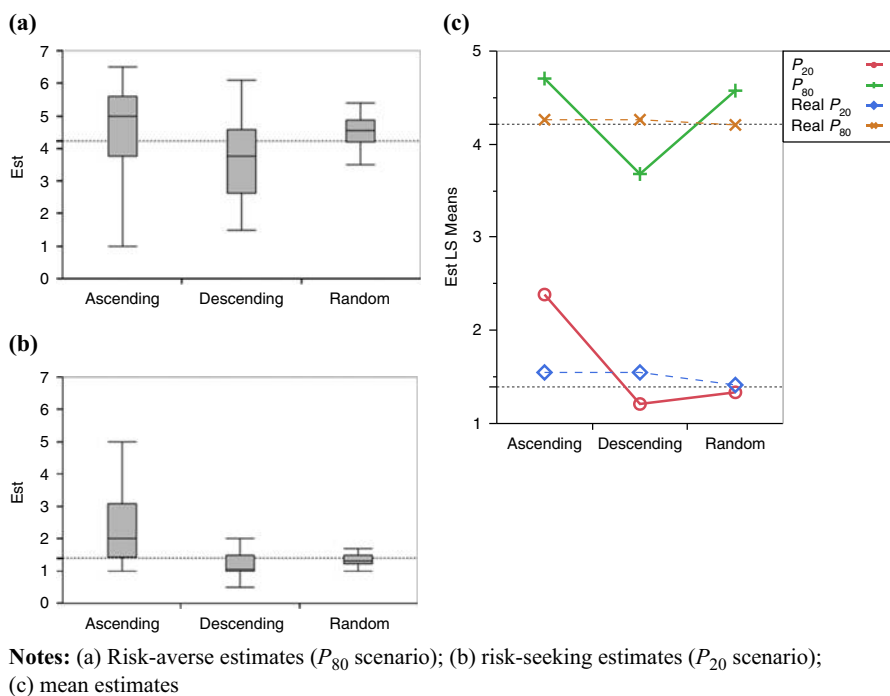 (a)
7
6
5
4
3
2
1
0
Est
Ascending Descending Random
(b)
7
6
5
4
3
2
1
0
Est
Ascending Descending Random
(c)
5
4
3
2
1
Est LS Means
Ascending Descending Random
P20
P80
Real P20
Real P80
Notes: (a) Risk-averse estimates (P80 scenario); (b) risk-seeking estimates (P20 scenario);
(c) mean estimates